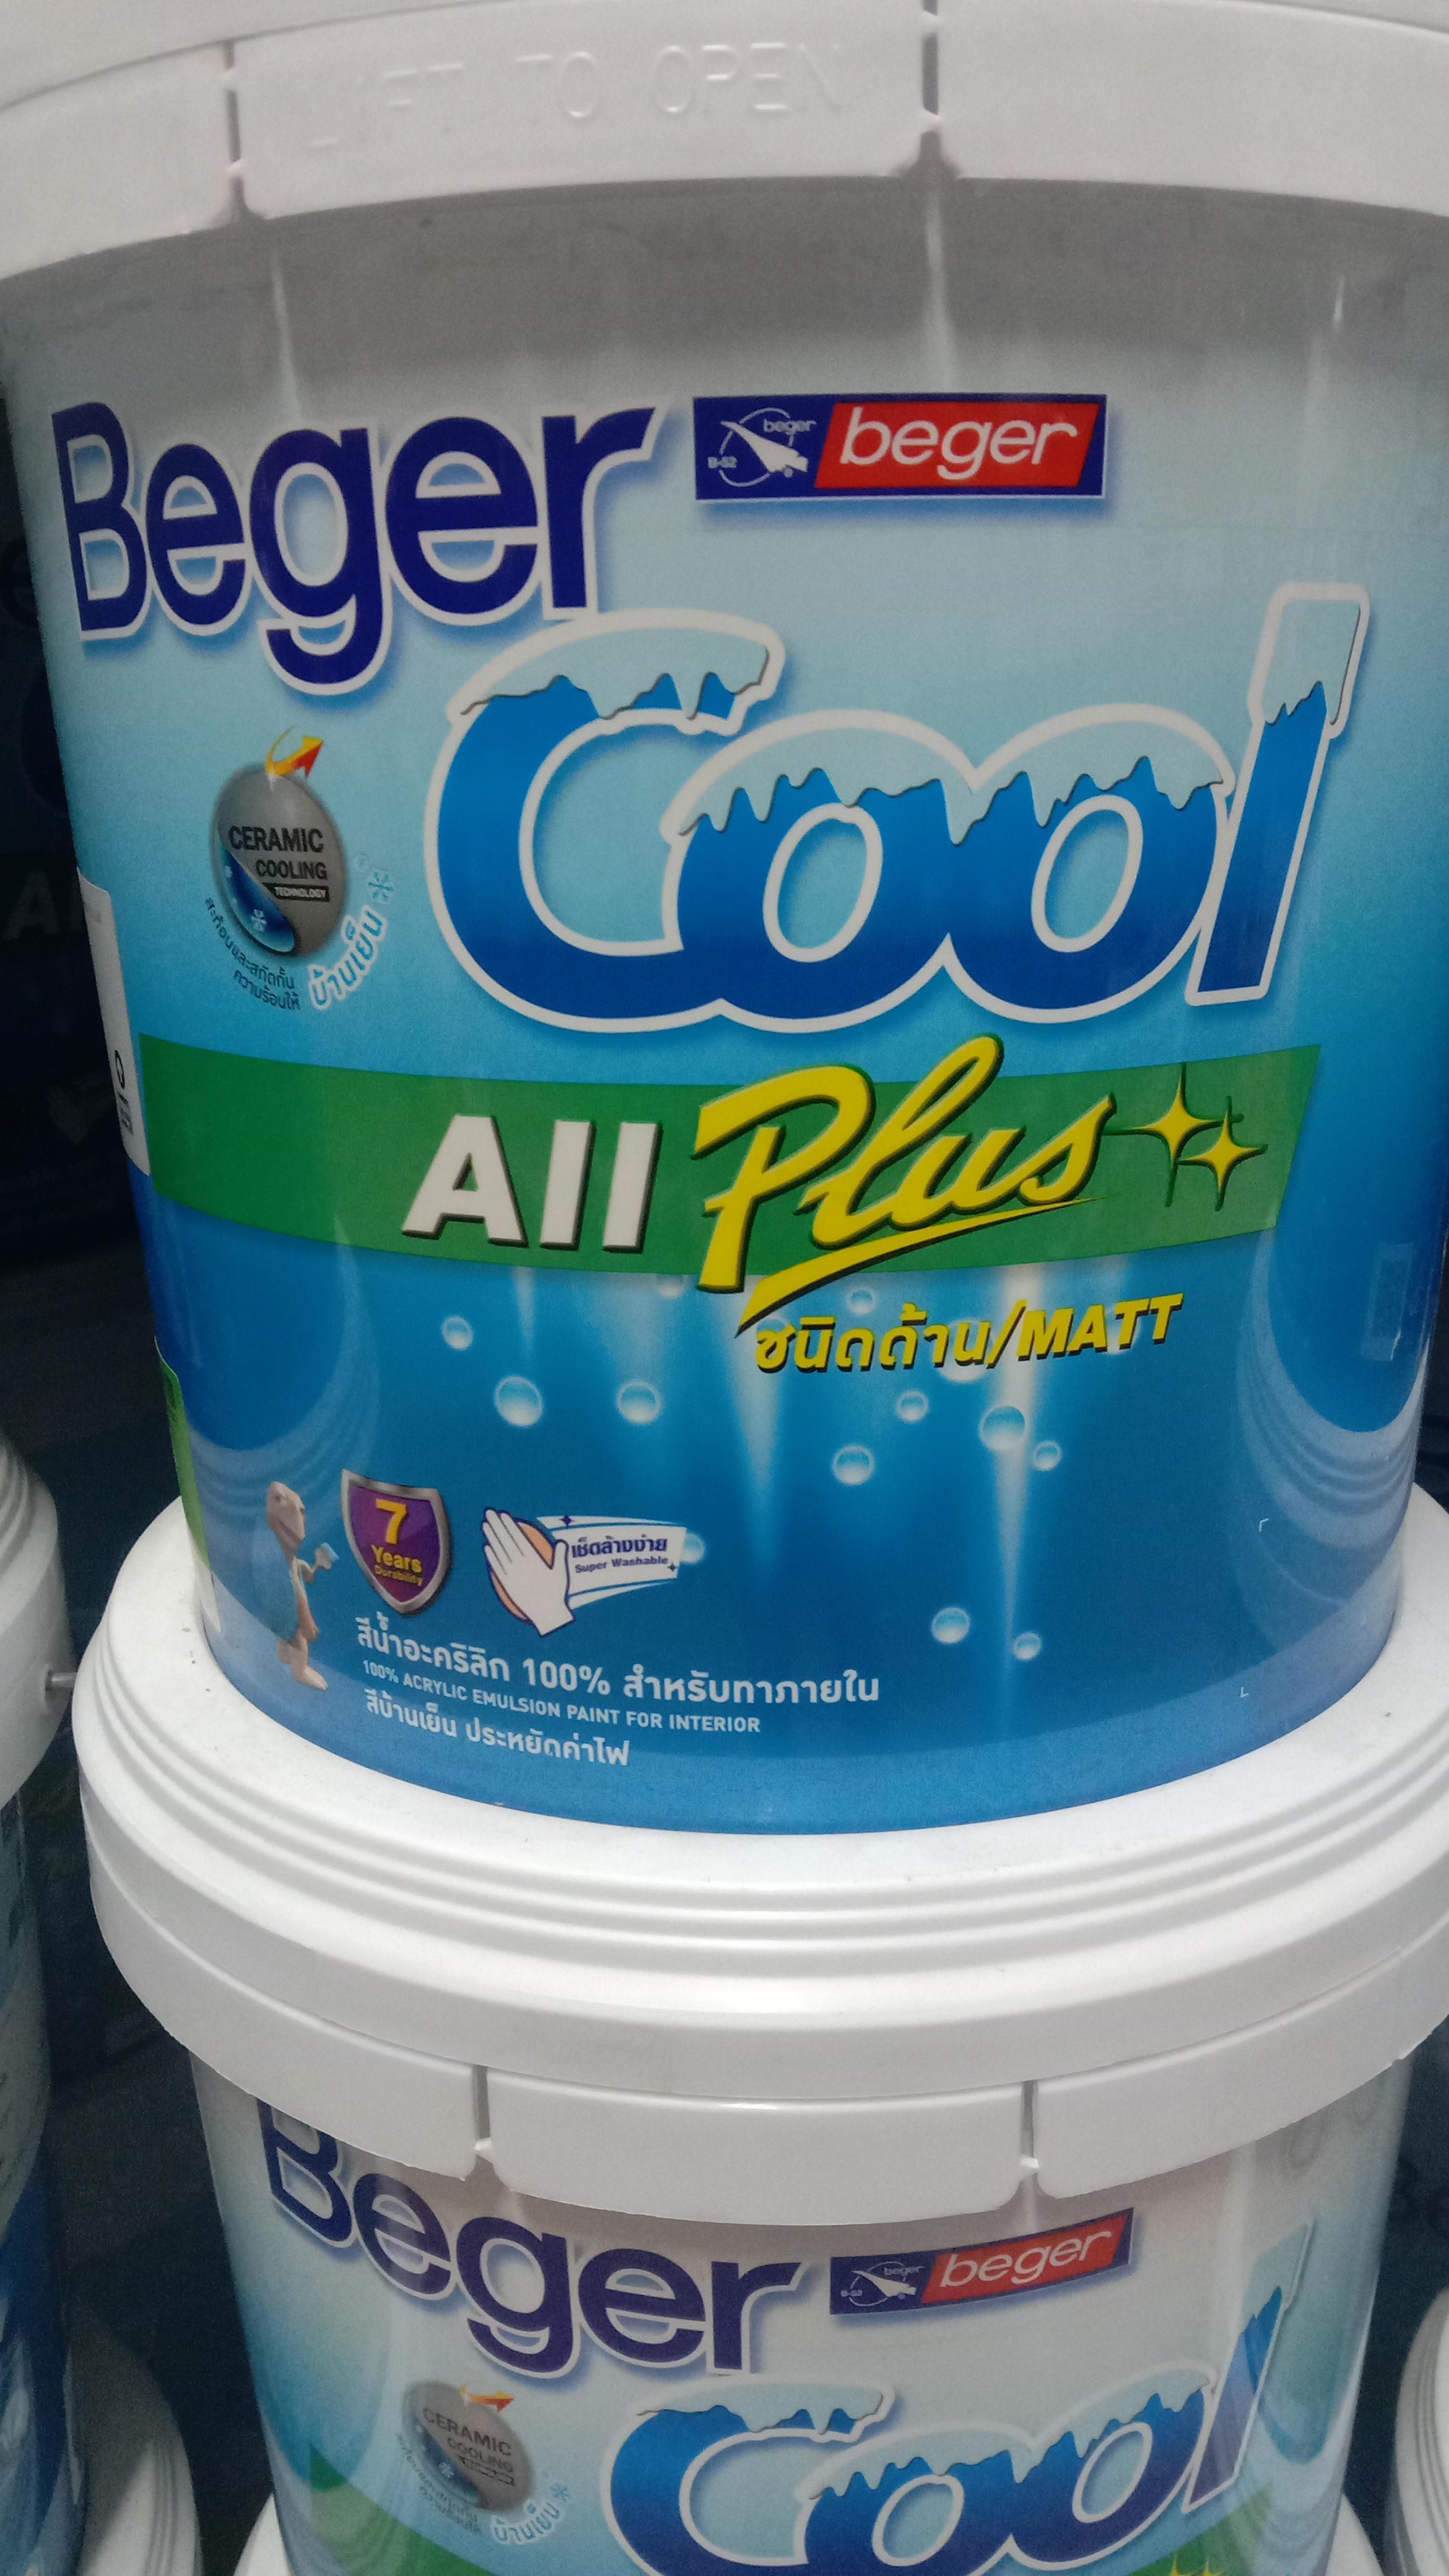 LIFT TO OPEN
Beger
beger
B-52
beger
Cool
CERAMIC
COOLING
TECHNOLOGY
สะท้อนและสกัดกั้น
ความร้อนให้
บ้านเย็น
All Plus
ชนิดด้าน/MATT
7
Years
Durability
เช็ดล้างง่าย
Super Washable
สีน้ำอะคริลิก 100% สำหรับทาภายใน
100% ACRYLIC EMULSION PAINT FOR INTERIOR
สีบ้านเย็น ประหยัดค่าไฟ
Beger
beger
B-52
beger
Cool
CERAMIC
COOLING
บ้านเย็น